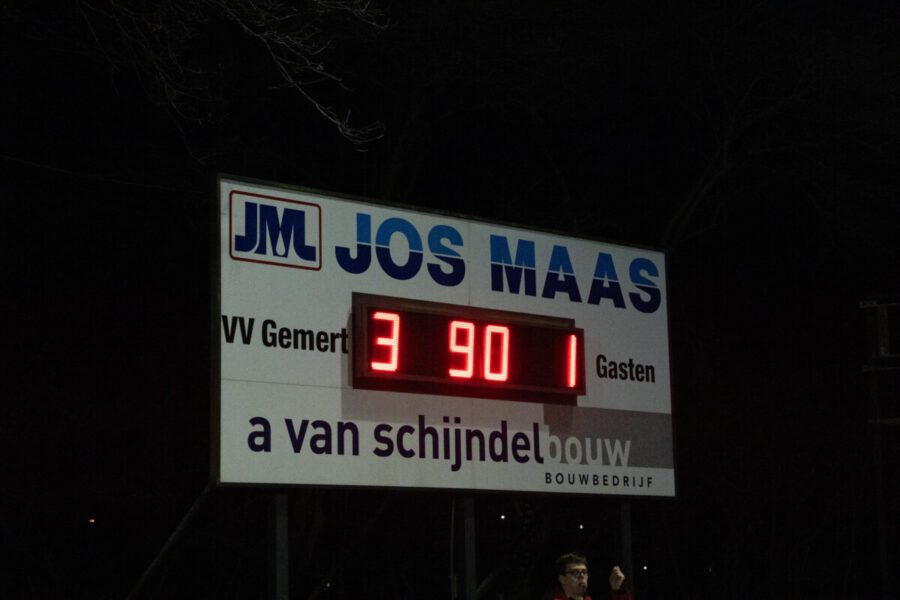 JML JOS MAAS
VV Gemert 3 90 1 Gasten
a van schijndelbouw
BOUWBEDRIJF